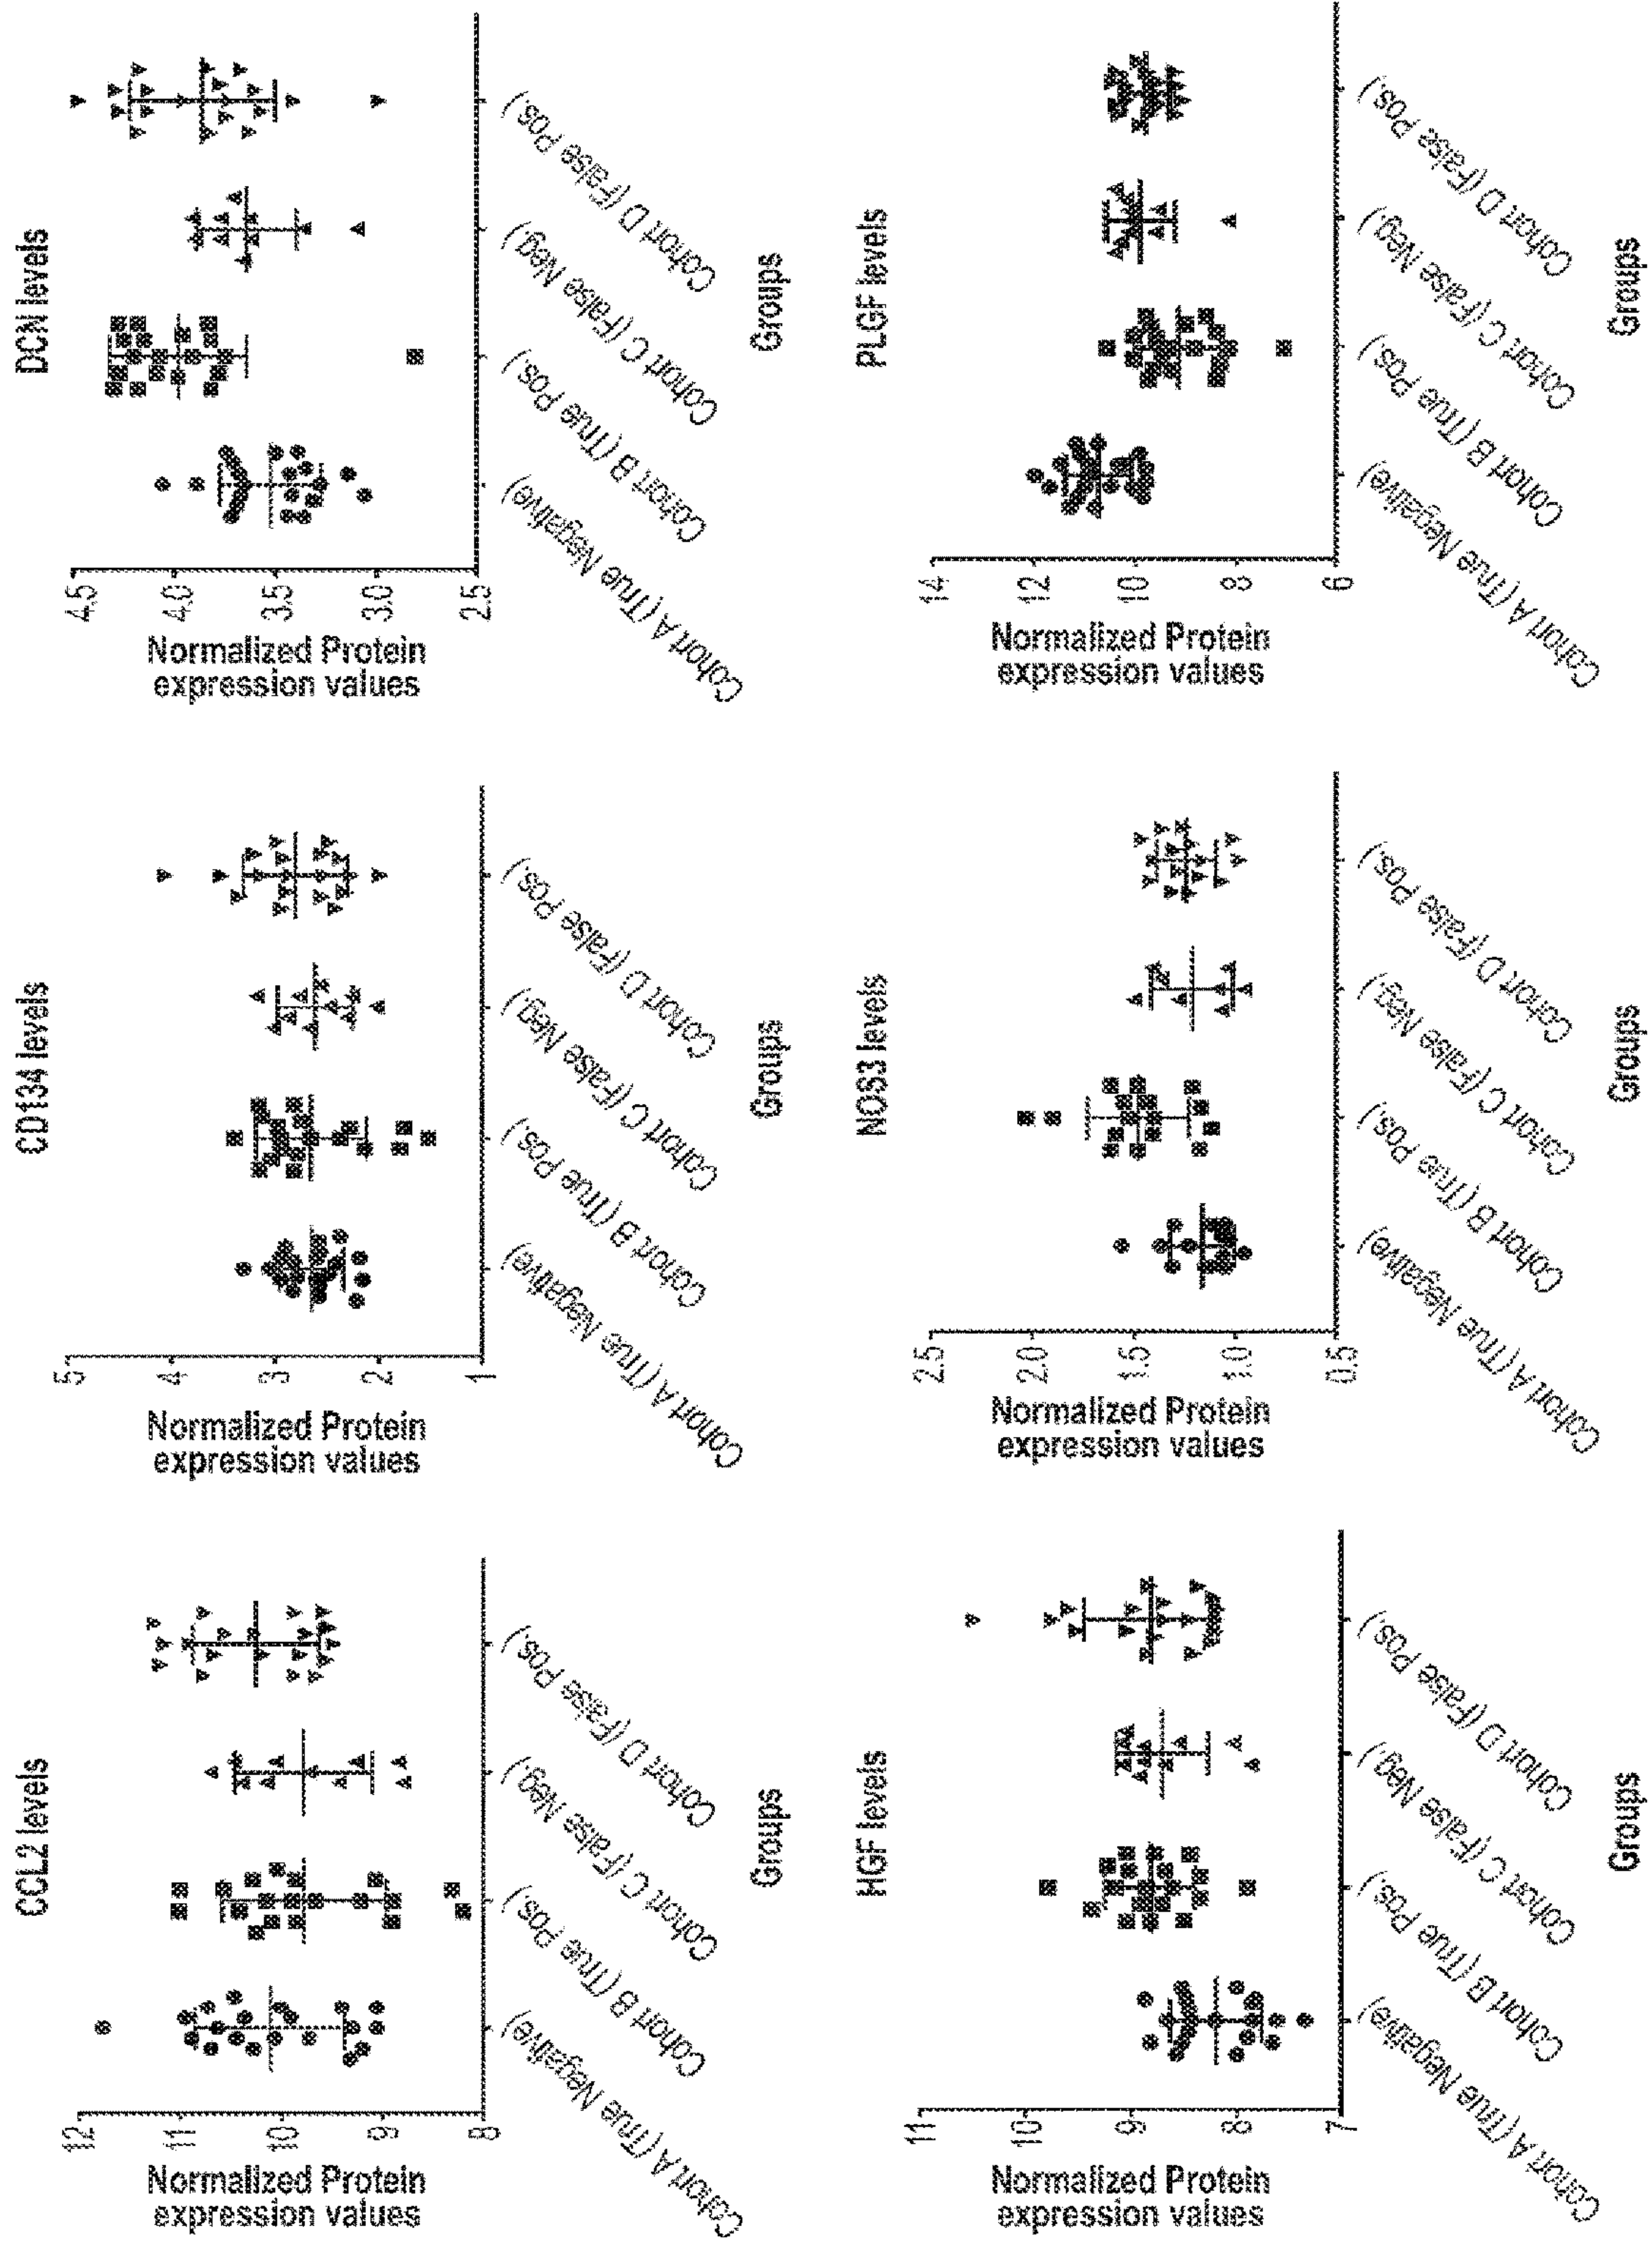 CCL2 levels
Normalized Protein
expression values
12
11
10
9
8
Cohort A (True Negative)
Cohort B (True Pos.)
Cohort C (False Neg.)
Cohort D (False Pos.)
Groups
CD134 levels
Normalized Protein
expression values
5
4
3
2
1
Cohort A (True Negative)
Cohort B (True Pos.)
Cohort C (False Neg.)
Cohort D (False Pos.)
Groups
DCN levels
Normalized Protein
expression values
4.5
4.0
3.5
3.0
2.5
Cohort A (True Negative)
Cohort B (True Pos.)
Cohort C (False Neg.)
Cohort D (False Pos.)
Groups
HGF levels
Normalized Protein
expression values
11
10
9
8
7
Cohort A (True Negative)
Cohort B (True Pos.)
Cohort C (False Neg.)
Cohort D (False Pos.)
Groups
NOS3 levels
Normalized Protein
expression values
2.5
2.0
1.5
1.0
0.5
Cohort A (True Negative)
Cohort B (True Pos.)
Cohort C (False Neg.)
Cohort D (False Pos.)
Groups
PLGF levels
Normalized Protein
expression values
14
12
10
8
6
Cohort A (True Negative)
Cohort B (True Pos.)
Cohort C (False Neg.)
Cohort D (False Pos.)
Groups